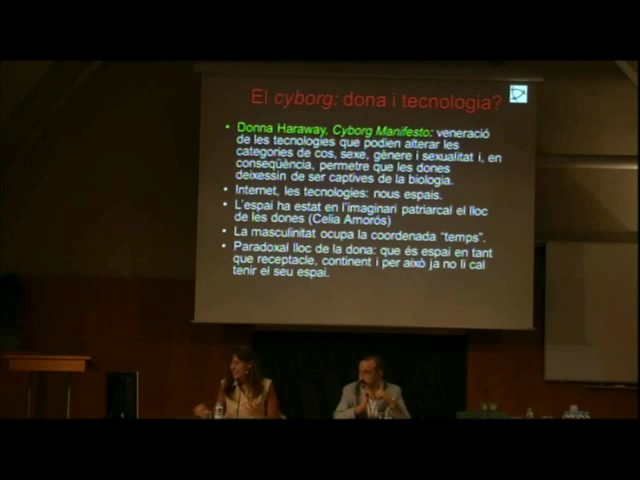 El cyborg: dona i tecnologia?
• Donna Haraway, Cyborg Manifesto: veneració
de les tecnologies que podien alterar les
categories de cos, sexe, gènere i sexualitat i, en
conseqüència, permetre que les dones
deixessin de ser captives de la biologia.
• Internet, les tecnologies: nous espais.
• L'espai ha estat en l'imaginari patriarcal el lloc
de les dones (Celia Amorós)
• La masculinitat ocupa la coordenada "temps".
• Paradoxal lloc de la dona: que és espai en tant
que receptacle, continent i per això ja no li cal
tenir el seu espai.